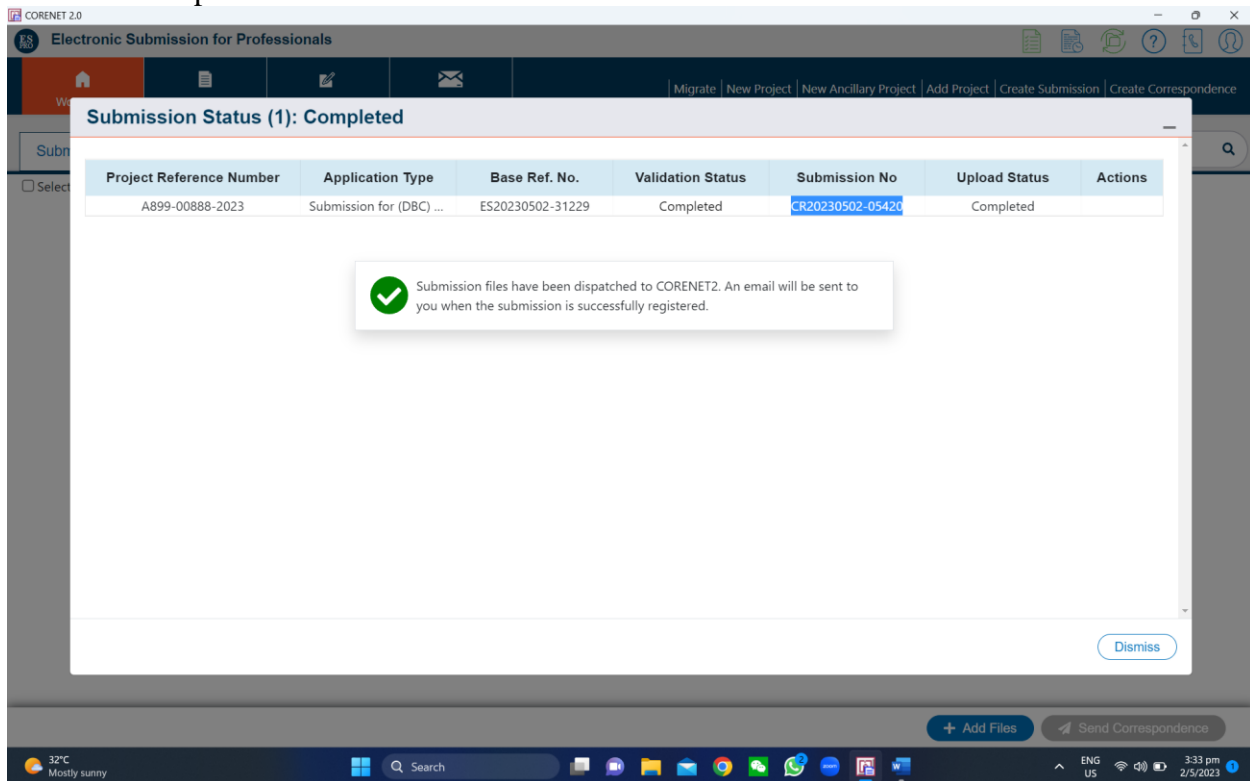 CORENET 2.0
Electronic Submission for Professionals
Migrate | New Project | New Ancillary Project | Add Project | Create Submission | Create Correspondence
Submission Status (1): Completed
Select
Project Reference Number Application Type Base Ref. No. Validation Status Submission No Upload Status Actions
A899-00888-2023 Submission for (DBC) ... ES20230502-31229 Completed CR20230502-05420 Completed
Submission files have been dispatched to CORENET2. An email will be sent to
you when the submission is successfully registered.
Dismiss
+ Add Files Send Correspondence
32°C
Mostly sunny
Search
ENG
US
3:33 pm
2/5/2023
1